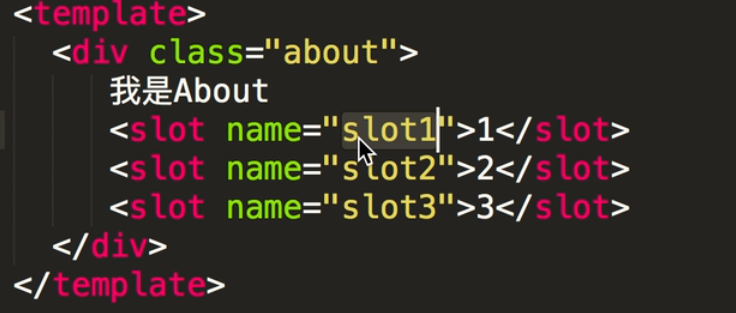 <template>
<div class="about">
我是About
<slot name="slot1">1</slot>
<slot name="slot2">2</slot>
<slot name="slot3">3</slot>
</div>
</template>